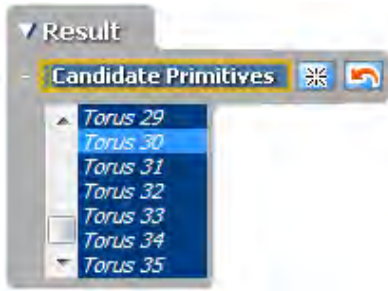 Result
Candidate Primitives
Torus 29
Torus 30
Torus 31
Torus 32
Torus 33
Torus 34
Torus 35